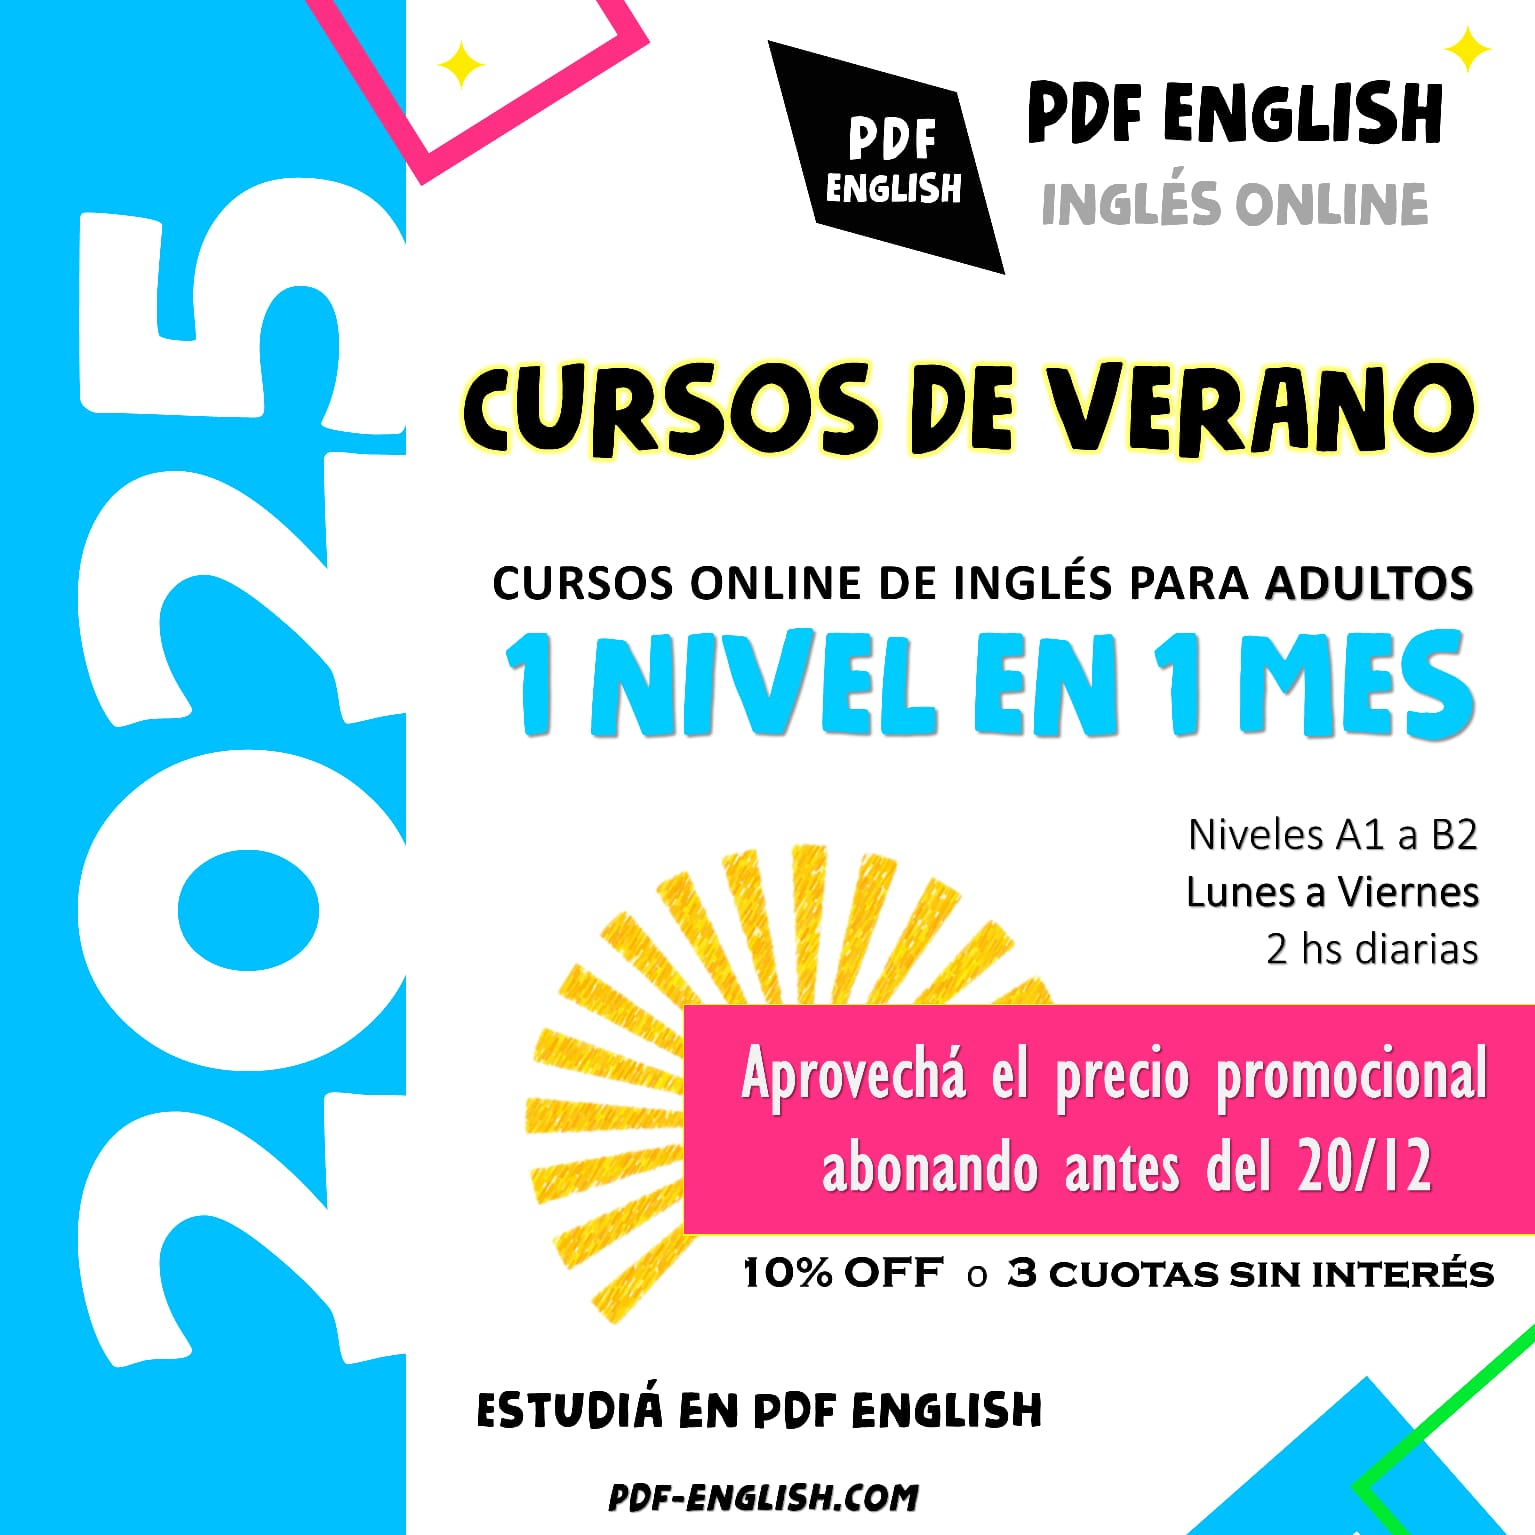 2025
PDF
ENGLISH
PDF ENGLISH
INGLÉS ONLINE
CURSOS DE VERANO
CURSOS ONLINE DE INGLÉS PARA ADULTOS
1 NIVEL EN 1 MES
Niveles A1 a B2
Lunes a Viernes
2 hs diarias
Aprovechá el precio promocional
abonando antes del 20/12
10% OFF o 3 CUOTAS SIN INTERÉS
ESTUDIÁ EN PDF ENGLISH
PDF-ENGLISH.COM